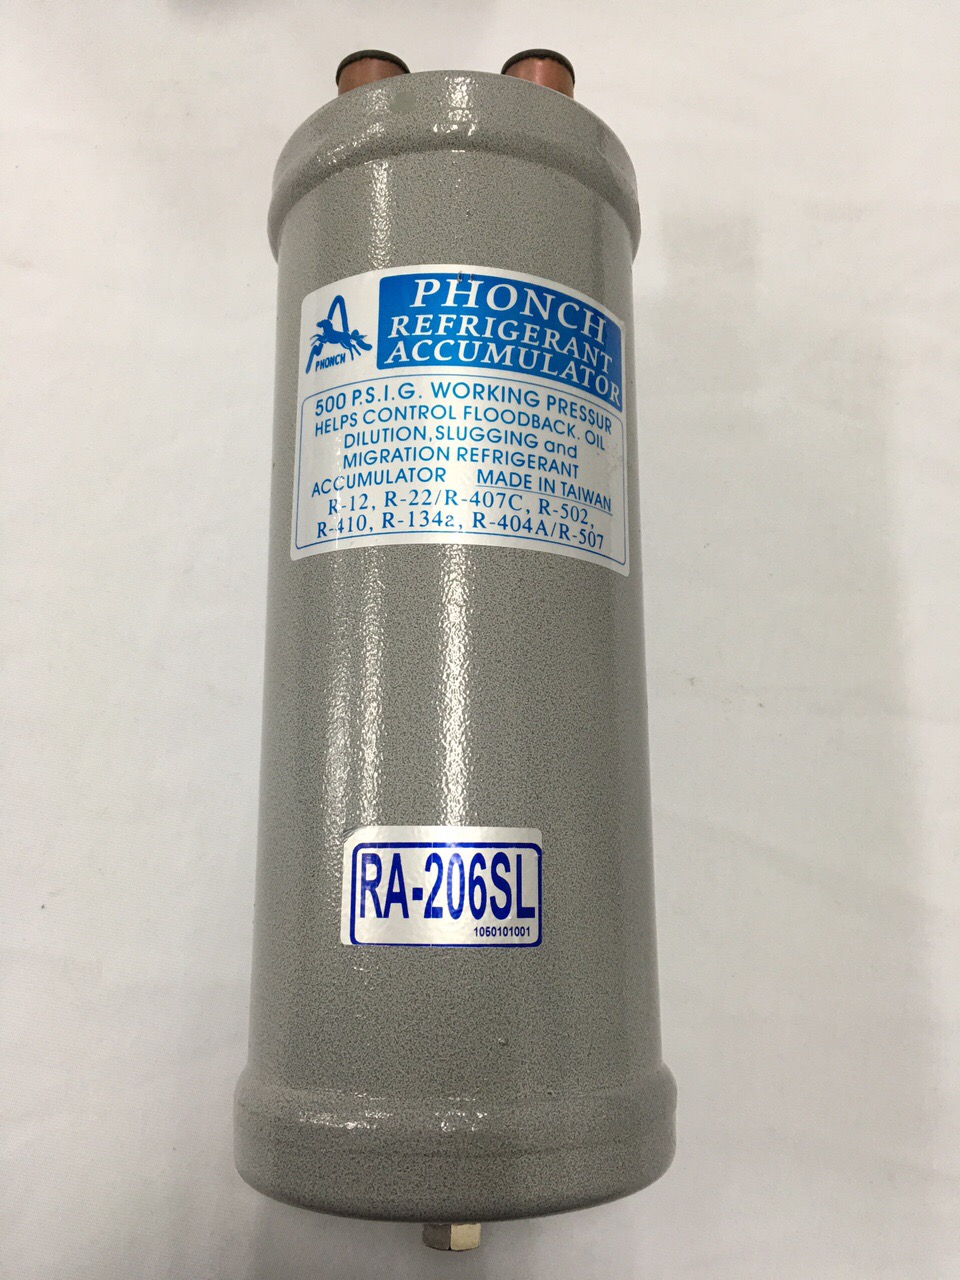 PHONCH
PHONCH
REFRIGERANT
ACCUMULATOR
500 P.S.I.G. WORKING PRESSUR
HELPS CONTROL FLOODBACK. OIL
DILUTION,SLUGGING and
MIGRATION REFRIGERANT
ACCUMULATOR MADE IN TAIWAN
R-12, R-22/R-407C, R-502,
R-410, R-134a, R-404A/R-507
RA-206SL
1060101001